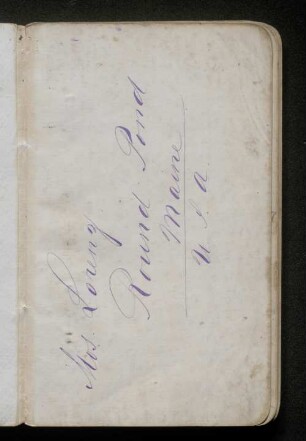 Mrs. Loring
Round Pond
Maine
U. S. A.